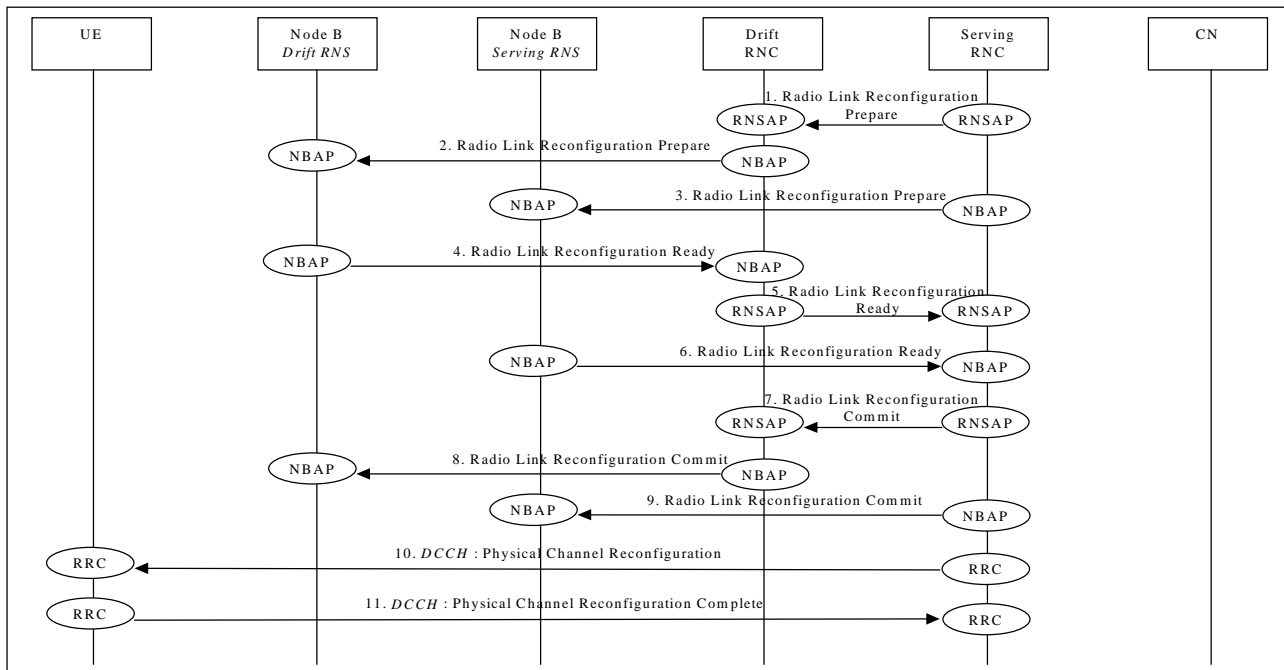 UE
Node B
Drift RNS
Node B
Serving RNS
Drift
RNC
Serving
RNC
CN
1. Radio Link Reconfiguration
Prepare
RNSAP
RNSAP
2. Radio Link Reconfiguration Prepare
NBAP
NBAP
3. Radio Link Reconfiguration Prepare
NBAP
NBAP
4. Radio Link Reconfiguration Ready
NBAP
NBAP
5. Radio Link Reconfiguration
Ready
RNSAP
RNSAP
6. Radio Link Reconfiguration Ready
NBAP
NBAP
7. Radio Link Reconfiguration
Commit
RNSAP
RNSAP
8. Radio Link Reconfiguration Commit
NBAP
NBAP
9. Radio Link Reconfiguration Commit
NBAP
NBAP
10. DCCH : Physical Channel Reconfiguration
RRC
RRC
11. DCCH : Physical Channel Reconfiguration Complete
RRC
RRC